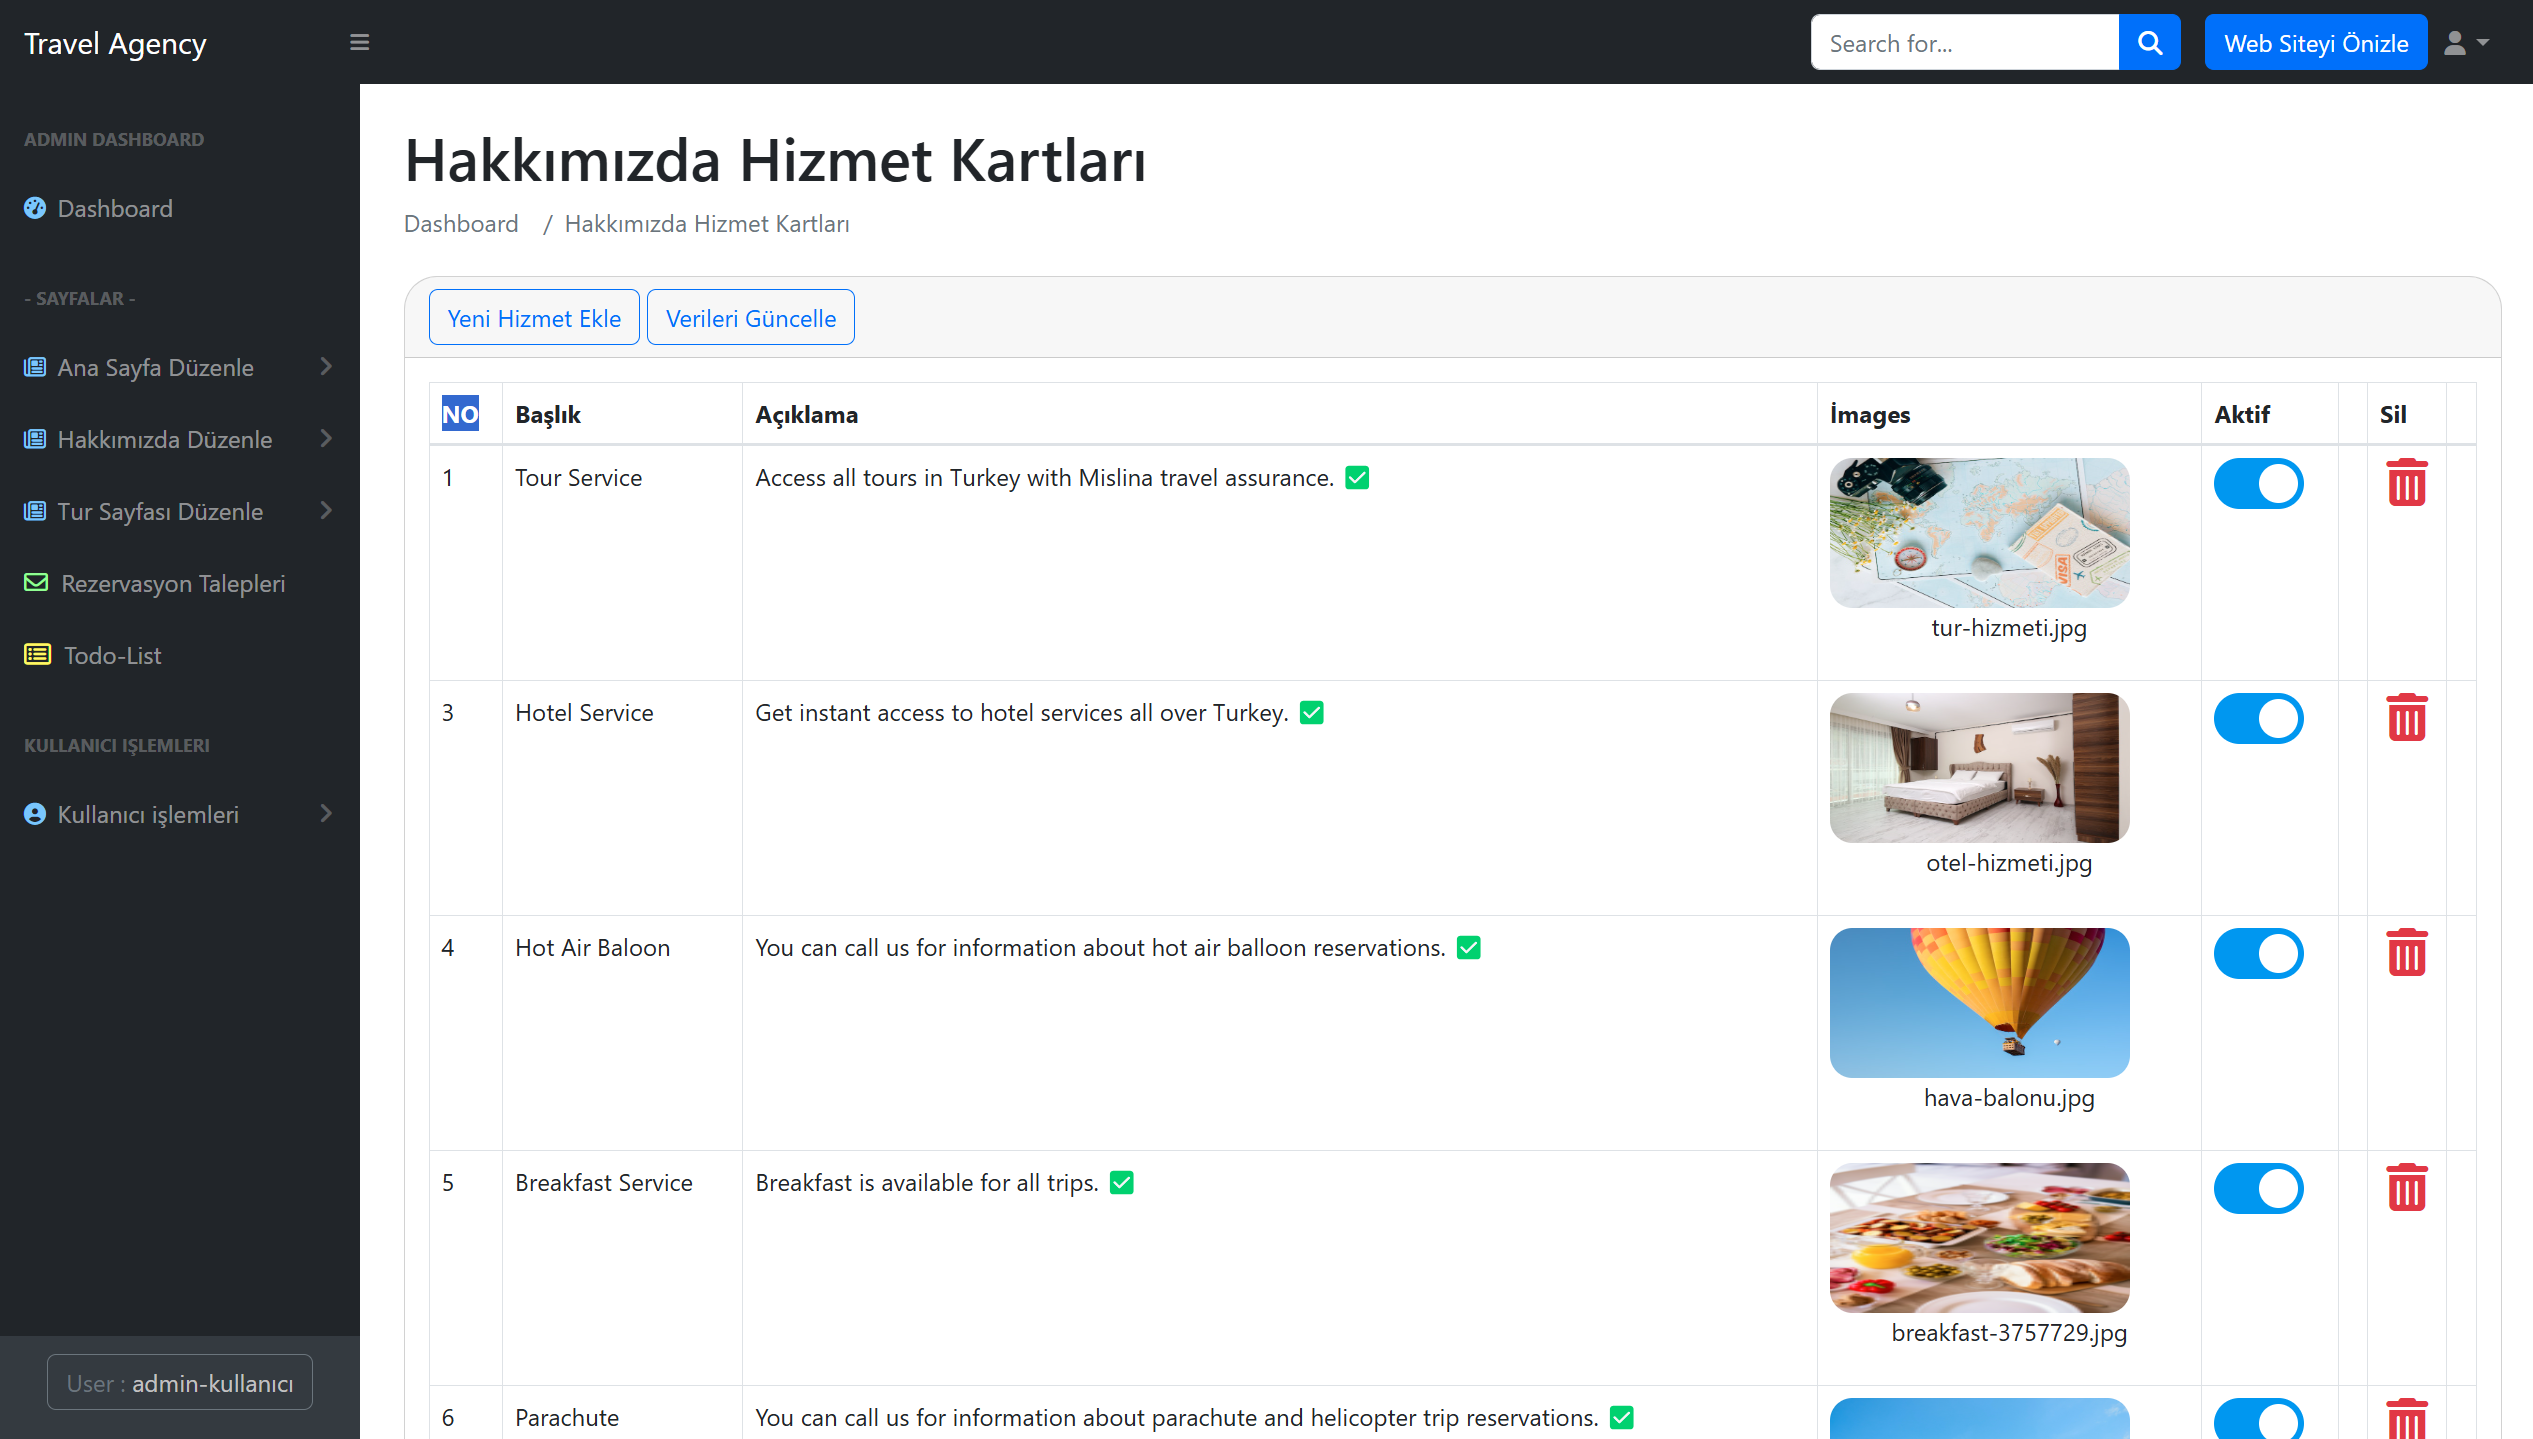 Travel Agency
Search for...
Web Siteyi Önizle
ADMIN DASHBOARD
Dashboard
- SAYFALAR -
Ana Sayfa Düzenle
Hakkımızda Düzenle
Tur Sayfası Düzenle
Rezervasyon Talepleri
Todo-List
KULLANICI IŞLEMLERI
Kullanıcı işlemleri
User : admin-kullanıcı
Hakkımızda Hizmet Kartları
Dashboard / Hakkımızda Hizmet Kartları
Yeni Hizmet Ekle Verileri Güncelle
NO Başlık Açıklama İmages Aktif Sil
1 Tour Service Access all tours in Turkey with Mislina travel assurance. ✅
VISA
tur-hizmeti.jpg
3 Hotel Service Get instant access to hotel services all over Turkey. ✅
otel-hizmeti.jpg
4 Hot Air Baloon You can call us for information about hot air balloon reservations. ✅
hava-balonu.jpg
5 Breakfast Service Breakfast is available for all trips. ✅
breakfast-3757729.jpg
6 Parachute You can call us for information about parachute and helicopter trip reservations. ✅